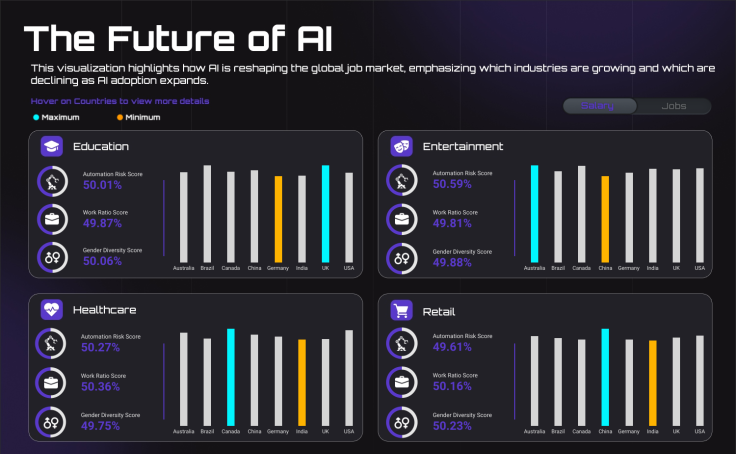 The Future of AI
This visualization highlights how AI is reshaping the global job market, emphasizing which industries are growing and which are
declining as AI adoption expands.
Hover on Countries to view more details
Maximum
Minimum
Salary
Jobs
Education
Automation Risk Score
50.01%
Work Ratio Score
49.87%
Gender Diversity Score
50.06%
Australia Brazil Canada China Germany India UK USA
Entertainment
Automation Risk Score
50.59%
Work Ratio Score
49.81%
Gender Diversity Score
49.88%
Australia Brazil Canada China Germany India UK USA
Healthcare
Automation Risk Score
50.27%
Work Ratio Score
50.36%
Gender Diversity Score
49.75%
Australia Brazil Canada China Germany India UK USA
Retail
Automation Risk Score
49.61%
Work Ratio Score
50.16%
Gender Diversity Score
50.23%
Australia Brazil Canada China Germany India UK USA